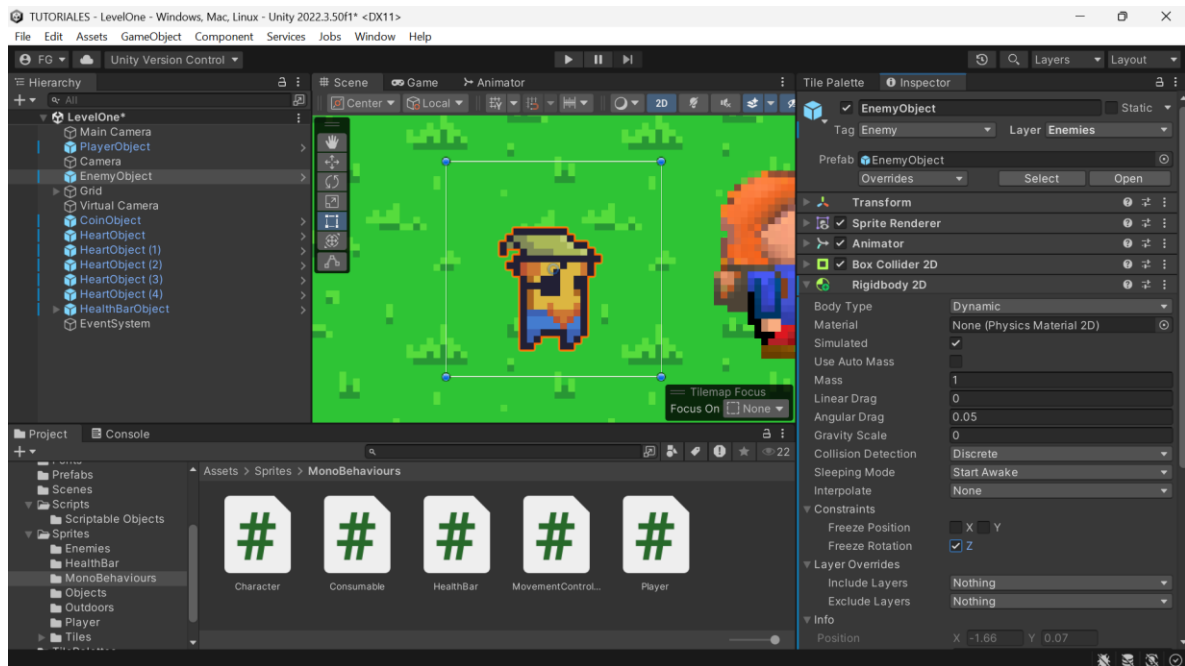 TUTORIALES - LevelOne - Windows, Mac, Linux - Unity 2022.3.50f1* <DX11>
File Edit Assets GameObject Component Services Jobs Window Help
FG Unity Version Control Layers Layout
Hierarchy
All
LevelOne*
Main Camera
PlayerObject
Camera
EnemyObject
Grid
Virtual Camera
CoinObject
HeartObject
HeartObject (1)
HeartObject (2)
HeartObject (3)
HeartObject (4)
HealthBarObject
EventSystem
Scene Game Animator
Center Local 2D
Tilemap Focus
Focus On None
Tile Palette Inspector
EnemyObject Static
Tag Enemy Layer Enemies
Prefab EnemyObject
Overrides Select Open
Transform
Sprite Renderer
Animator
Box Collider 2D
Rigidbody 2D
Body Type Dynamic
Material None (Physics Material 2D)
Simulated
Use Auto Mass
Mass 1
Linear Drag 0
Angular Drag 0.05
Gravity Scale 0
Collision Detection Discrete
Sleeping Mode Start Awake
Interpolate None
Constraints
Freeze Position X Y
Freeze Rotation Z
Layer Overrides
Include Layers Nothing
Exclude Layers Nothing
Info
Position X -1.66 Y 0.07
Project Console
22
Prefabs
Scenes
Scripts
Scriptable Objects
Sprites
Enemies
HealthBar
MonoBehaviours
Objects
Outdoors
Player
Tiles
Assets > Sprites > MonoBehaviours
# # # # #
Character Consumable HealthBar MovementControl... Player